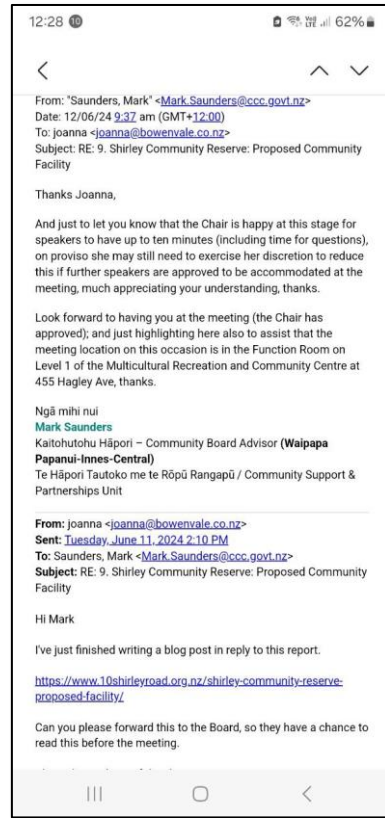 12:28 10 62%
From: "Saunders, Mark" <Mark.Saunders@ccc.govt.nz>
Date: 12/06/24 9:37 am (GMT+12:00)
To: joanna <joanna@bowenvale.co.nz>
Subject: RE: 9. Shirley Community Reserve: Proposed Community
Facility
Thanks Joanna,
And just to let you know that the Chair is happy at this stage for
speakers to have up to ten minutes (including time for questions),
on proviso she may still need to exercise her discretion to reduce
this if further speakers are approved to be accommodated at the
meeting, much appreciating your understanding, thanks.
Look forward to having you at the meeting (the Chair has
approved); and just highlighting here also to assist that the
meeting location on this occasion is in the Function Room on
Level 1 of the Multicultural Recreation and Community Centre at
455 Hagley Ave, thanks.
Ngā mihi nui
Mark Saunders
Kaitohutohu Hāpori – Community Board Advisor (Waipapa
Papanui-Innes-Central)
Te Hāpori Tautoko me te Rōpū Rangapū / Community Support &
Partnerships Unit
From: joanna <joanna@bowenvale.co.nz>
Sent: Tuesday, June 11, 2024 2:10 PM
To: Saunders, Mark <Mark.Saunders@ccc.govt.nz>
Subject: RE: 9. Shirley Community Reserve: Proposed Community
Facility
Hi Mark
I've just finished writing a blog post in reply to this report.
https://www.10shirleyroad.org.nz/shirley-community-reserve-
proposed-facility/
Can you please forward this to the Board, so they have a chance to
read this before the meeting.